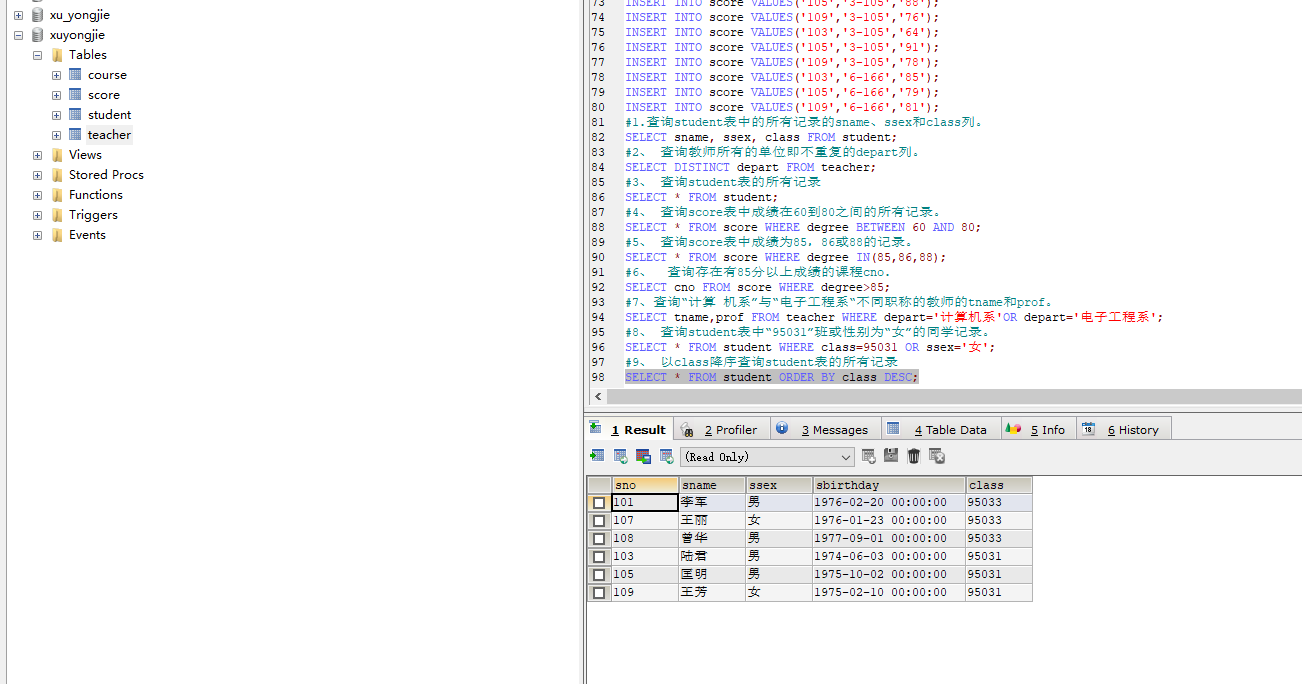 xu_yongjie
xuyongjie
Tables
course
score
student
teacher
Views
Stored Procs
Functions
Triggers
Events
73 INSERT INTO score VALUES('105','3-105','88');
74 INSERT INTO score VALUES('109','3-105','76');
75 INSERT INTO score VALUES('103','3-105','64');
76 INSERT INTO score VALUES('105','3-105','91');
77 INSERT INTO score VALUES('109','3-105','78');
78 INSERT INTO score VALUES('103','6-166','85');
79 INSERT INTO score VALUES('105','6-166','79');
80 INSERT INTO score VALUES('109','6-166','81');
81 #1.查询student表中的所有记录的sname、ssex和class列。
82 SELECT sname, ssex, class FROM student;
83 #2、 查询教师所有的单位即不重复的depart列。
84 SELECT DISTINCT depart FROM teacher;
85 #3、 查询student表的所有记录
86 SELECT * FROM student;
87 #4、 查询score表中成绩在60到80之间的所有记录。
88 SELECT * FROM score WHERE degree BETWEEN 60 AND 80;
89 #5、 查询score表中成绩为85，86或88的记录。
90 SELECT * FROM score WHERE degree IN(85,86,88);
91 #6、  查询存在有85分以上成绩的课程cno.
92 SELECT cno FROM score WHERE degree>85;
93 #7、查询“计算 机系”与“电子工程系“不同职称的教师的tname和prof。
94 SELECT tname,prof FROM teacher WHERE depart='计算机系'OR depart='电子工程系';
95 #8、 查询student表中“95031”班或性别为“女”的同学记录。
96 SELECT * FROM student WHERE class=95031 OR ssex='女';
97 #9、 以class降序查询student表的所有记录
98 SELECT * FROM student ORDER BY class DESC;
1 Result 2 Profiler 3 Messages 4 Table Data 5 Info 6 History
(Read Only)
sno sname ssex sbirthday class
101 李军 男 1976-02-20 00:00:00 95033
107 王丽 女 1976-01-23 00:00:00 95033
108 曾华 男 1977-09-01 00:00:00 95033
103 陆君 男 1974-06-03 00:00:00 95031
105 匡明 男 1975-10-02 00:00:00 95031
109 王芳 女 1975-02-10 00:00:00 95031